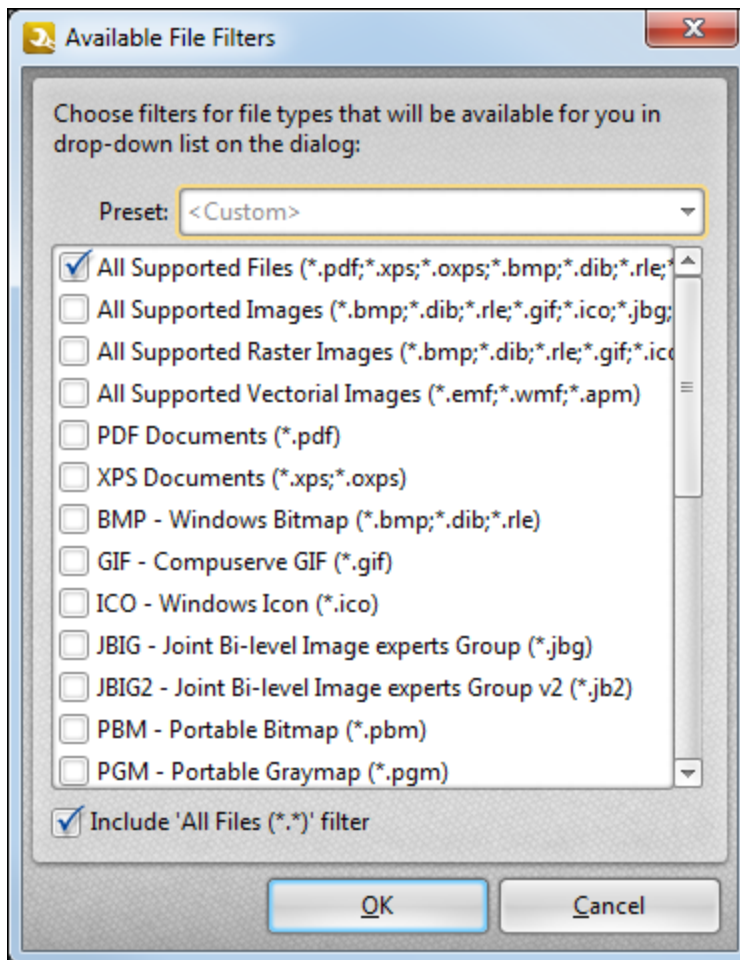 Available File Filters
Choose filters for file types that will be available for you in
drop-down list on the dialog:
Preset: <Custom>
All Supported Files (*.pdf;*.xps;*.oxps;*.bmp;*.dib;*.rle;*
All Supported Images (*.bmp;*.dib;*.rle;*.gif;*.ico;*.jbg;
All Supported Raster Images (*.bmp;*.dib;*.rle;*.gif;*.ico
All Supported Vectorial Images (*.emf;*.wmf;*.apm)
PDF Documents (*.pdf)
XPS Documents (*.xps;*.oxps)
BMP - Windows Bitmap (*.bmp;*.dib;*.rle)
GIF - Compuserve GIF (*.gif)
ICO - Windows Icon (*.ico)
JBIG - Joint Bi-level Image experts Group (*.jbg)
JBIG2 - Joint Bi-level Image experts Group v2 (*.jb2)
PBM - Portable Bitmap (*.pbm)
PGM - Portable Graymap (*.pgm)
Include 'All Files (*.*)' filter
OK Cancel